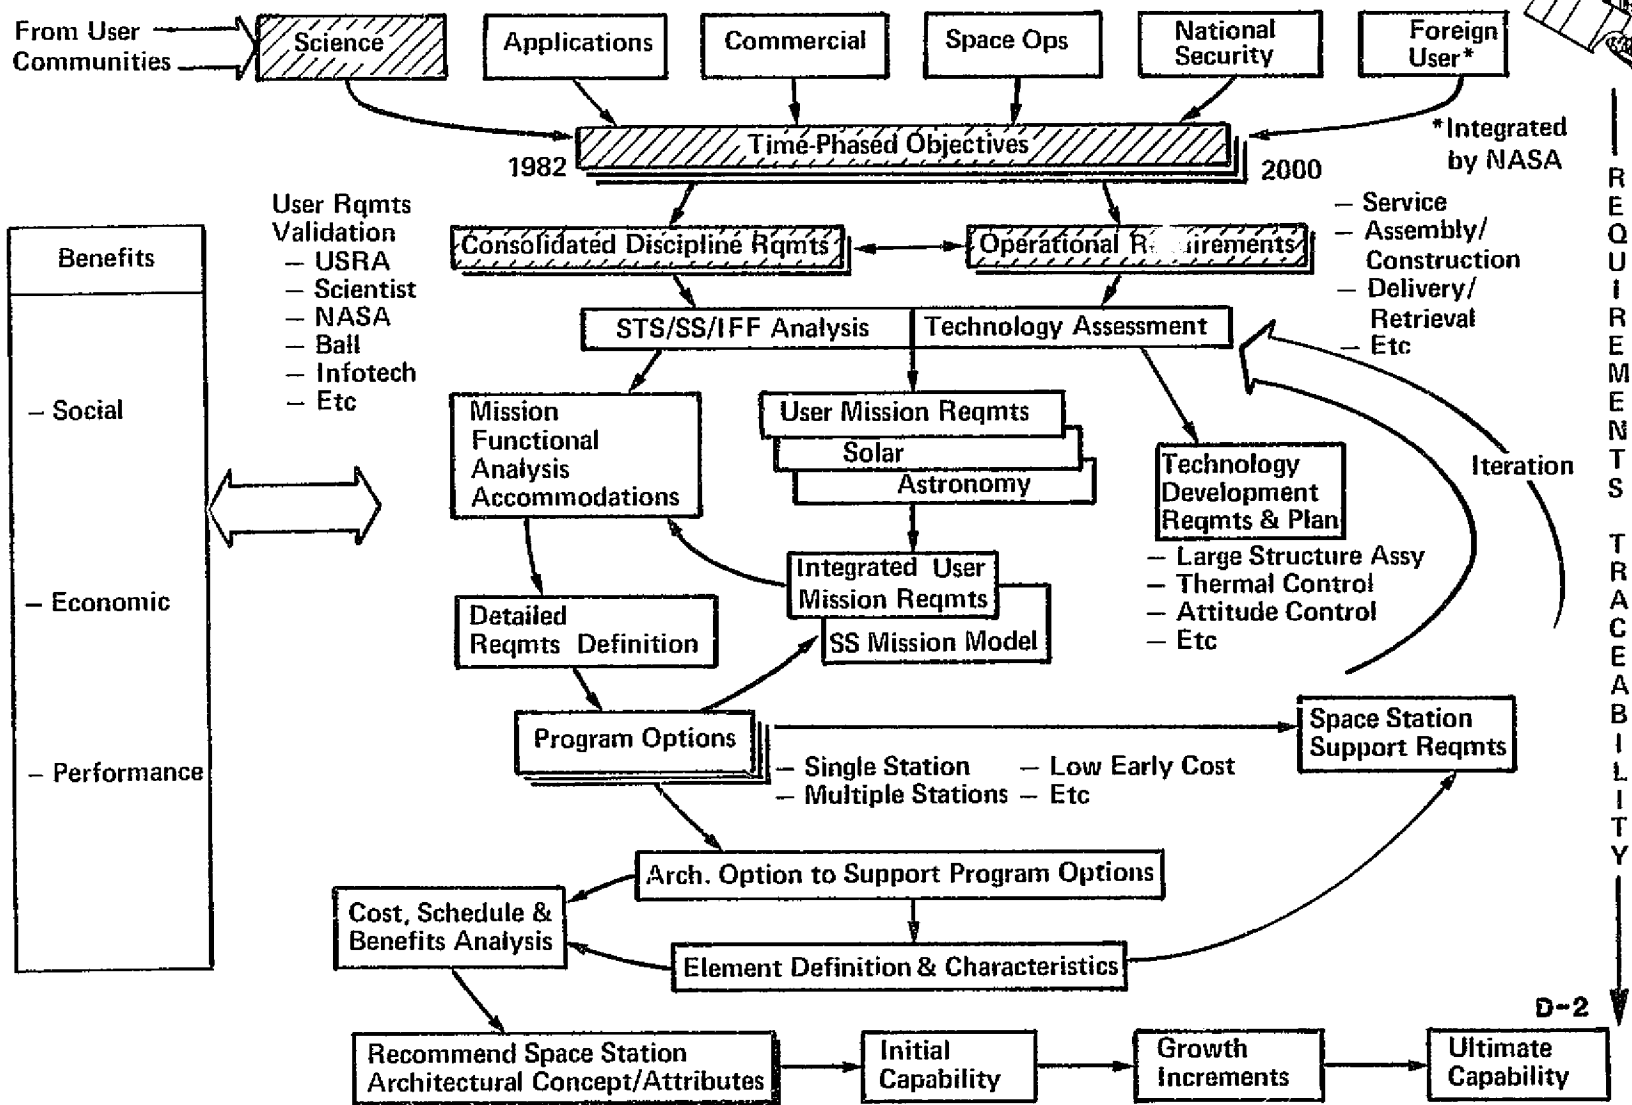 From User
Communities
Science
Applications
Commercial
Space Ops
National
Security
Foreign
User*
*Integrated
by NASA
Time-Phased Objectives
1982
2000
User Rqmts
Validation
– USRA
– Scientist
– NASA
– Ball
– Infotech
– Etc
Consolidated Discipline Rqmts
Operational R  uirements
– Service
– Assembly/
Construction
– Delivery/
Retrieval
– Etc
Benefits
– Social
– Economic
– Performance
STS/SS/IFF Analysis
Technology Assessment
Mission
Functional
Analysis
Accommodations
User Mission Reqmts
Solar
Astronomy
Technology
Development
Reqmts & Plan
– Large Structure Assy
– Thermal Control
– Attitude Control
– Etc
Iteration
Integrated User
Mission Reqmts
SS Mission Model
Detailed
Reqmts Definition
Program Options
– Single Station – Low Early Cost
– Multiple Stations – Etc
Space Station
Support Reqmts
Arch. Option to Support Program Options
Cost, Schedule &
Benefits Analysis
Element Definition & Characteristics
Recommend Space Station
Architectural Concept/Attributes
Initial
Capability
Growth
Increments
Ultimate
Capability
REQUIREMENTS TRACEABILITY
D-2